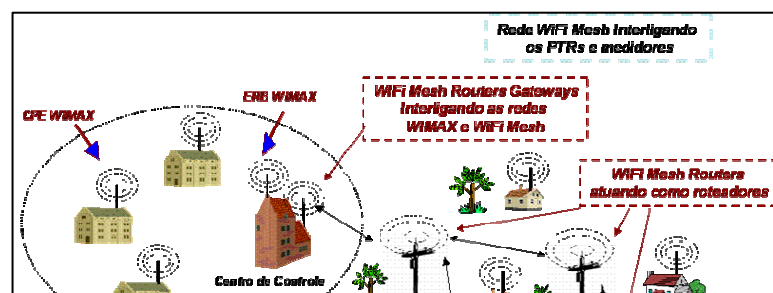 Rede WiFi Mesh Interligando
os PTRs e medidores
WiFi Mesh Routers Gateways
Interligando as redes
WIMAX e WiFi Mesh
ERB WIMAX
CPE WIMAX
WiFi Mesh Routers
atuando como roteadores
Centro de Controle